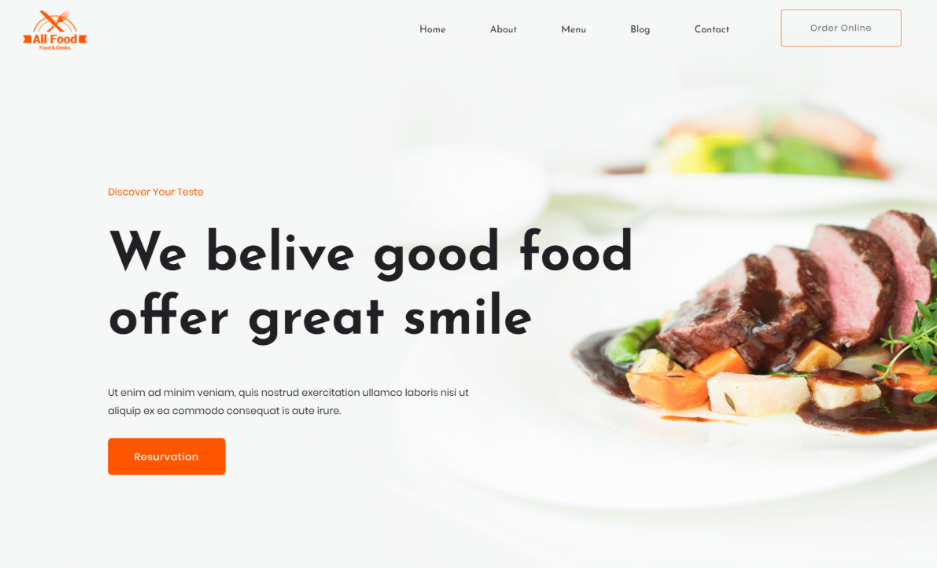 All Food
Food & Drinks
Home
About
Menu
Blog
Contact
Order Online
Discover Your Teste
We belive good food
offer great smile
Ut enim ad minim veniam, quis nostrud exercitation ullamco laboris nisi ut
aliquip ex ea commodo consequat is aute irure.
Resurvation